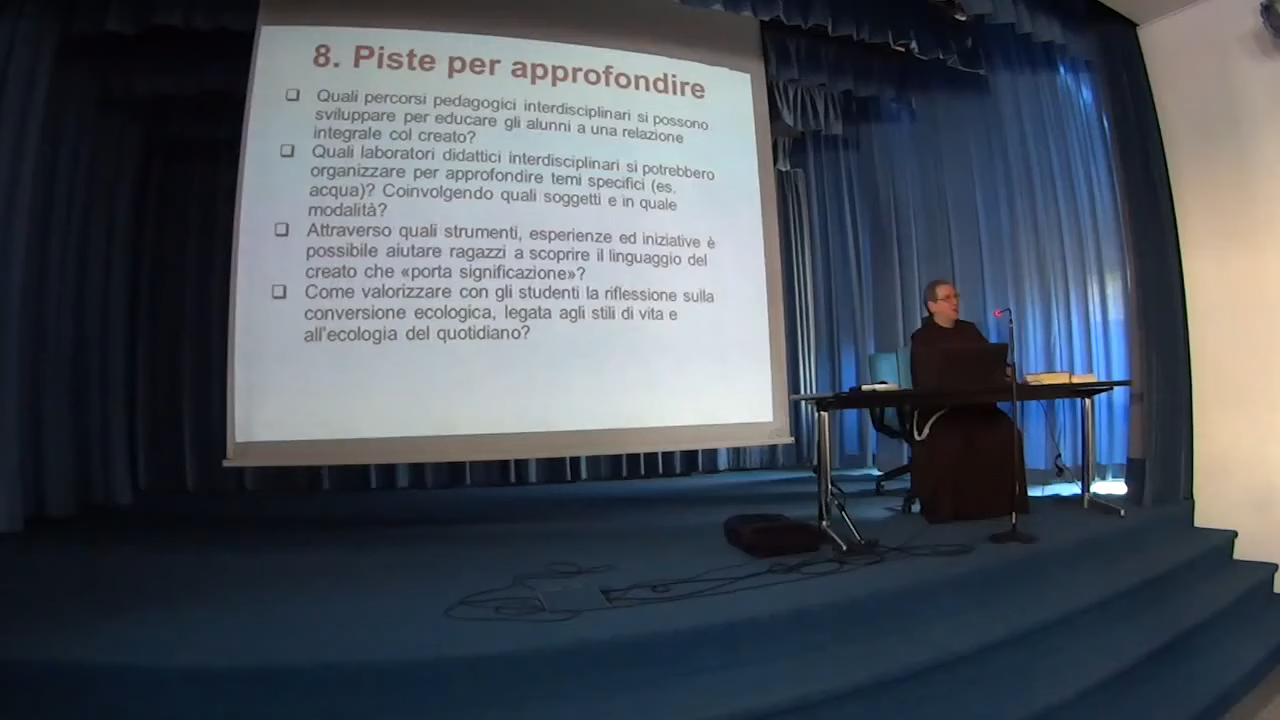 8. Piste per approfondire
❑ Quali percorsi pedagogici interdisciplinari si possono
sviluppare per educare gli alunni a una relazione
integrale col creato?
❑ Quali laboratori didattici interdisciplinari si potrebbero
organizzare per approfondire temi specifici (es.
acqua)? Coinvolgendo quali soggetti e in quale
modalità?
❑ Attraverso quali strumenti, esperienze ed iniziative è
possibile aiutare ragazzi a scoprire il linguaggio del
creato che «porta significazione»?
❑ Come valorizzare con gli studenti la riflessione sulla
conversione ecologica, legata agli stili di vita e
all'ecologia del quotidiano?